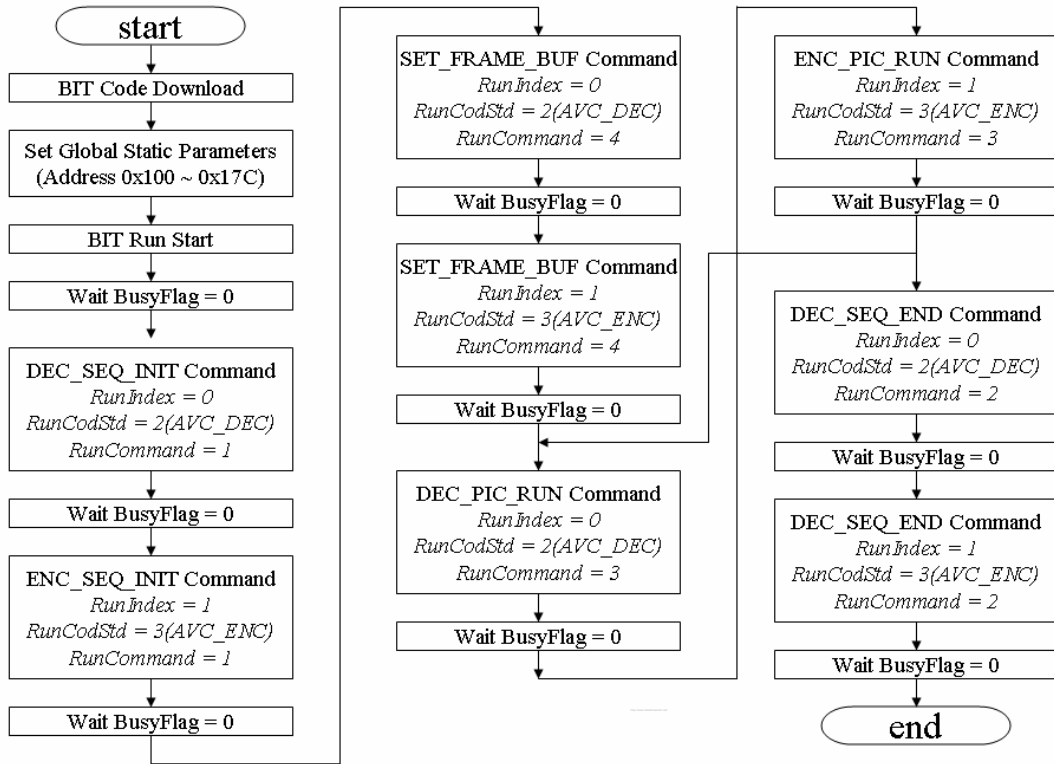 start
BIT Code Download
Set Global Static Parameters
(Address 0x100 ~ 0x17C)
BIT Run Start
Wait BusyFlag = 0
DEC_SEQ_INIT Command
RunIndex = 0
RunCodStd = 2(AVC_DEC)
RunCommand = 1
Wait BusyFlag = 0
ENC_SEQ_INIT Command
RunIndex = 1
RunCodStd = 3(AVC_ENC)
RunCommand = 1
Wait BusyFlag = 0
SET_FRAME_BUF Command
RunIndex = 0
RunCodStd = 2(AVC_DEC)
RunCommand = 4
Wait BusyFlag = 0
SET_FRAME_BUF Command
RunIndex = 1
RunCodStd = 3(AVC_ENC)
RunCommand = 4
Wait BusyFlag = 0
DEC_PIC_RUN Command
RunIndex = 0
RunCodStd = 2(AVC_DEC)
RunCommand = 3
Wait BusyFlag = 0
ENC_PIC_RUN Command
RunIndex = 1
RunCodStd = 3(AVC_ENC)
RunCommand = 3
Wait BusyFlag = 0
DEC_SEQ_END Command
RunIndex = 0
RunCodStd = 2(AVC_DEC)
RunCommand = 2
Wait BusyFlag = 0
DEC_SEQ_END Command
RunIndex = 1
RunCodStd = 3(AVC_ENC)
RunCommand = 2
Wait BusyFlag = 0
end